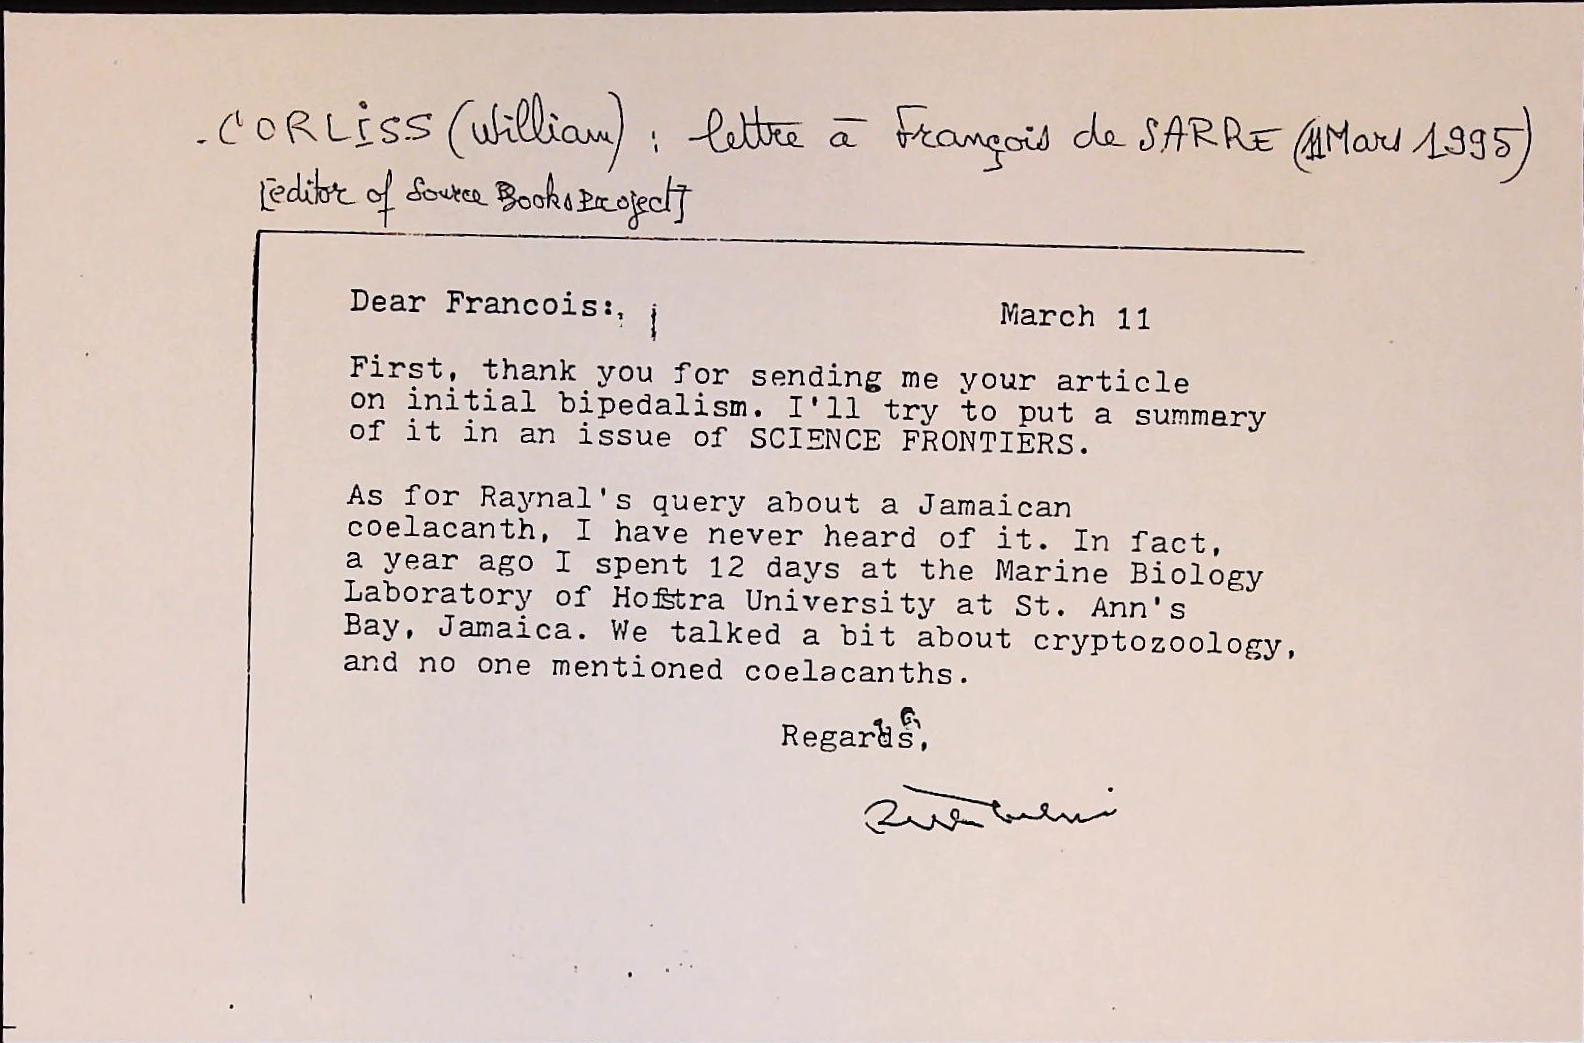 . CORLISS (William) : lettre à François de SARRE (11 Mars 1995)
[editor of Source Books Project]
Dear Francois:, March 11
First, thank you for sending me your article
on initial bipedalism. I'll try to put a summary
of it in an issue of SCIENCE FRONTIERS.
As for Raynal's query about a Jamaican
coelacanth, I have never heard of it. In fact,
a year ago I spent 12 days at the Marine Biology
Laboratory of Hofstra University at St. Ann's
Bay, Jamaica. We talked a bit about cryptozoology,
and no one mentioned coelacanths.
Regards,